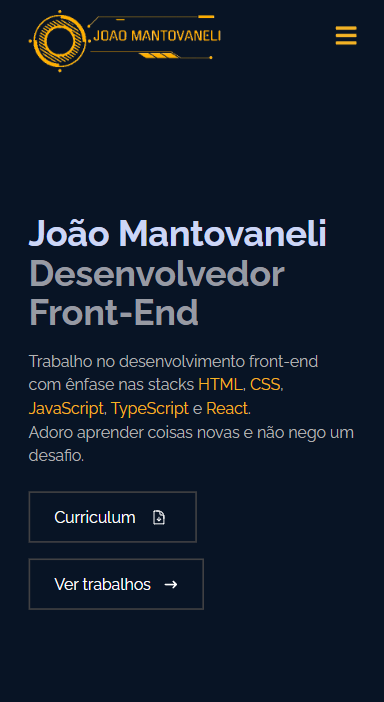 JOAO MANTOVANELI
João Mantovaneli
Desenvolvedor
Front-End
Trabalho no desenvolvimento front-end
com ênfase nas stacks HTML, CSS,
JavaScript, TypeScript e React.
Adoro aprender coisas novas e não nego um
desafio.
Curriculum
Ver trabalhos